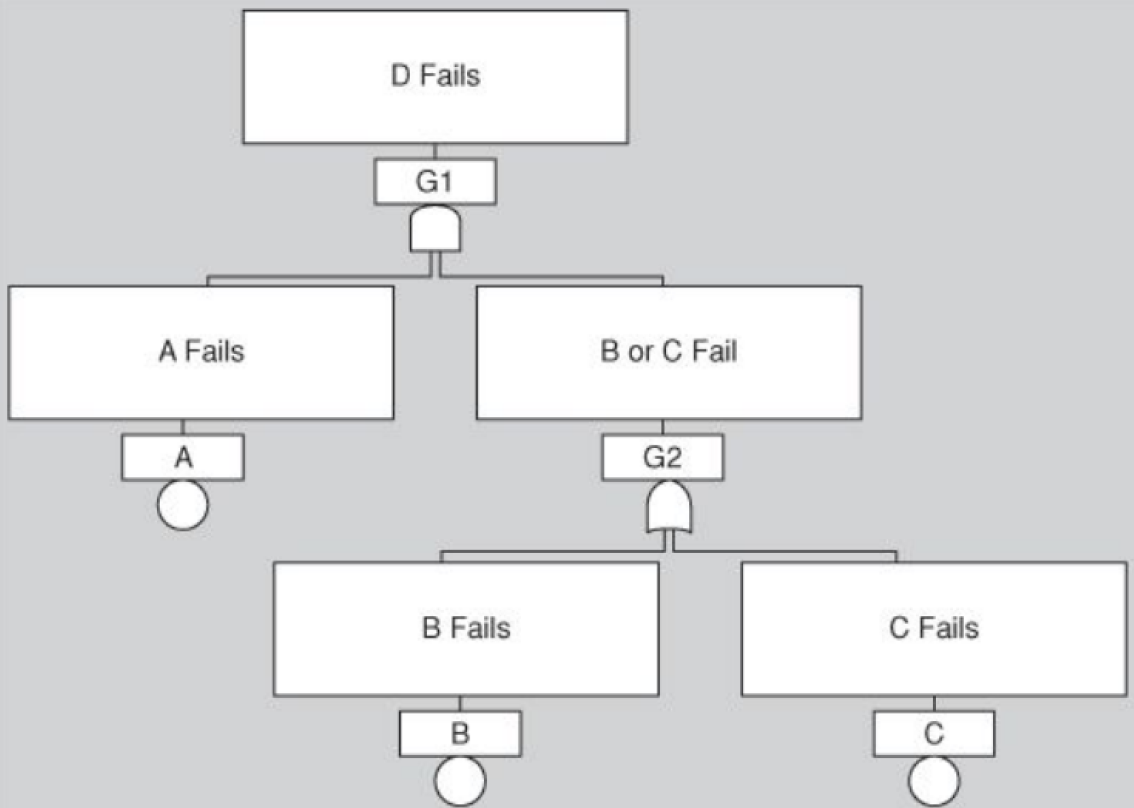 D Fails
G1
A Fails
B or C Fail
A
G2
B Fails
C Fails
B
C